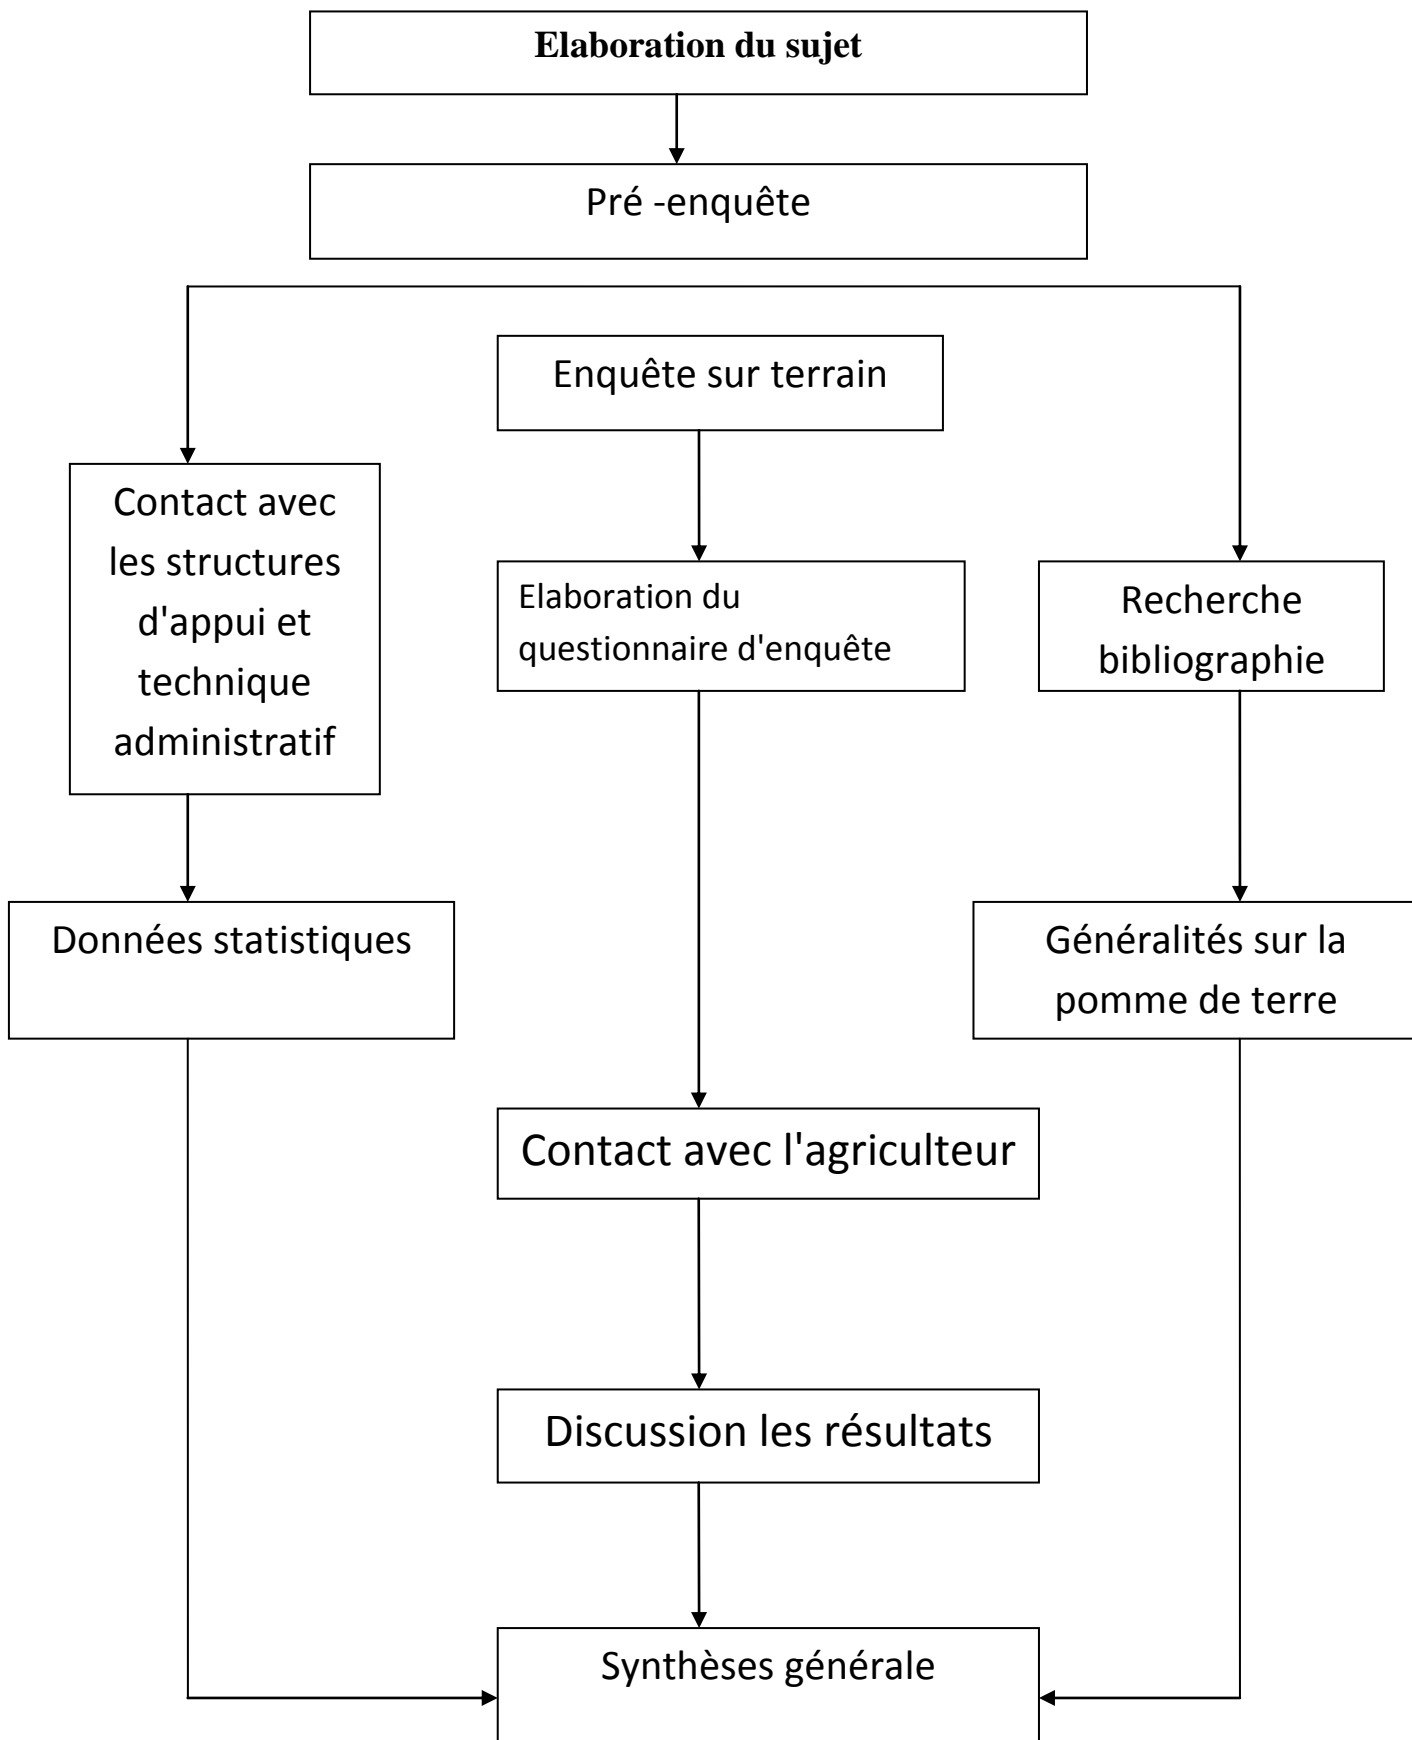 Elaboration du sujet
Pré -enquête
Enquête sur terrain
Contact avec
les structures
d'appui et
technique
administratif
Elaboration du
questionnaire d'enquête
Recherche
bibliographie
Données statistiques
Généralités sur la
pomme de terre
Contact avec l'agriculteur
Discussion les résultats
Synthèses générale